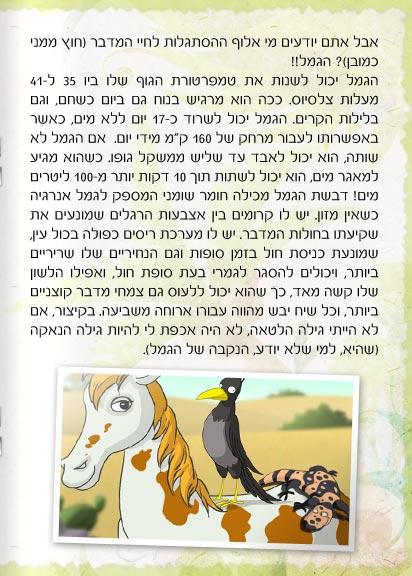 אבל אתם יודעים מי אלוף ההסתגלות לחיי המדבר (חוץ ממני
כמובן)? הגמל!!
הגמל יכול לשנות את טמפרטורת הגוף שלו בין 35 ל-41
מעלות צלסיוס. ככה הוא מרגיש בנוח גם ביום כשחם, וגם
בלילות הקרים. הגמל יכול לשרוד כ-17 יום ללא מים, כאשר
באפשרותו לעבור מרחק של 160 ק"מ מידי יום. אם הגמל לא
שותה, הוא יכול לאבד עד שליש ממשקל גופו. כשהוא מגיע
למאגר מים, הוא יכול לשתות תוך 10 דקות יותר מ-100 ליטרים
מים! דבשת הגמל מכילה חומר שומני המספק לגמל אנרגיה
כשאין מזון. יש לו קרומים בין אצבעות הרגלים שמונעים את
שקיעתו בחולות המדבר. יש לו מערכת ריסים כפולה בכול עין,
שמונעת כניסת חול בזמן סופות וגם הנחיריים שלו שריריים
ביותר, ויכולים להסגר לגמרי בעת סופת חול, ואפילו הלשון
שלו קשה מאד, כך שהוא יכול ללעוס גם צמחי מדבר קוצניים
ביותר, וכל שיח יבש מהווה עבורו ארוחה משביעה. בקיצור, אם
לא הייתי גילה הלטאה, לא היה אכפת לי להיות גילה הנאקה
(שהיא, למי שלא יודע, הנקבה של הגמל).